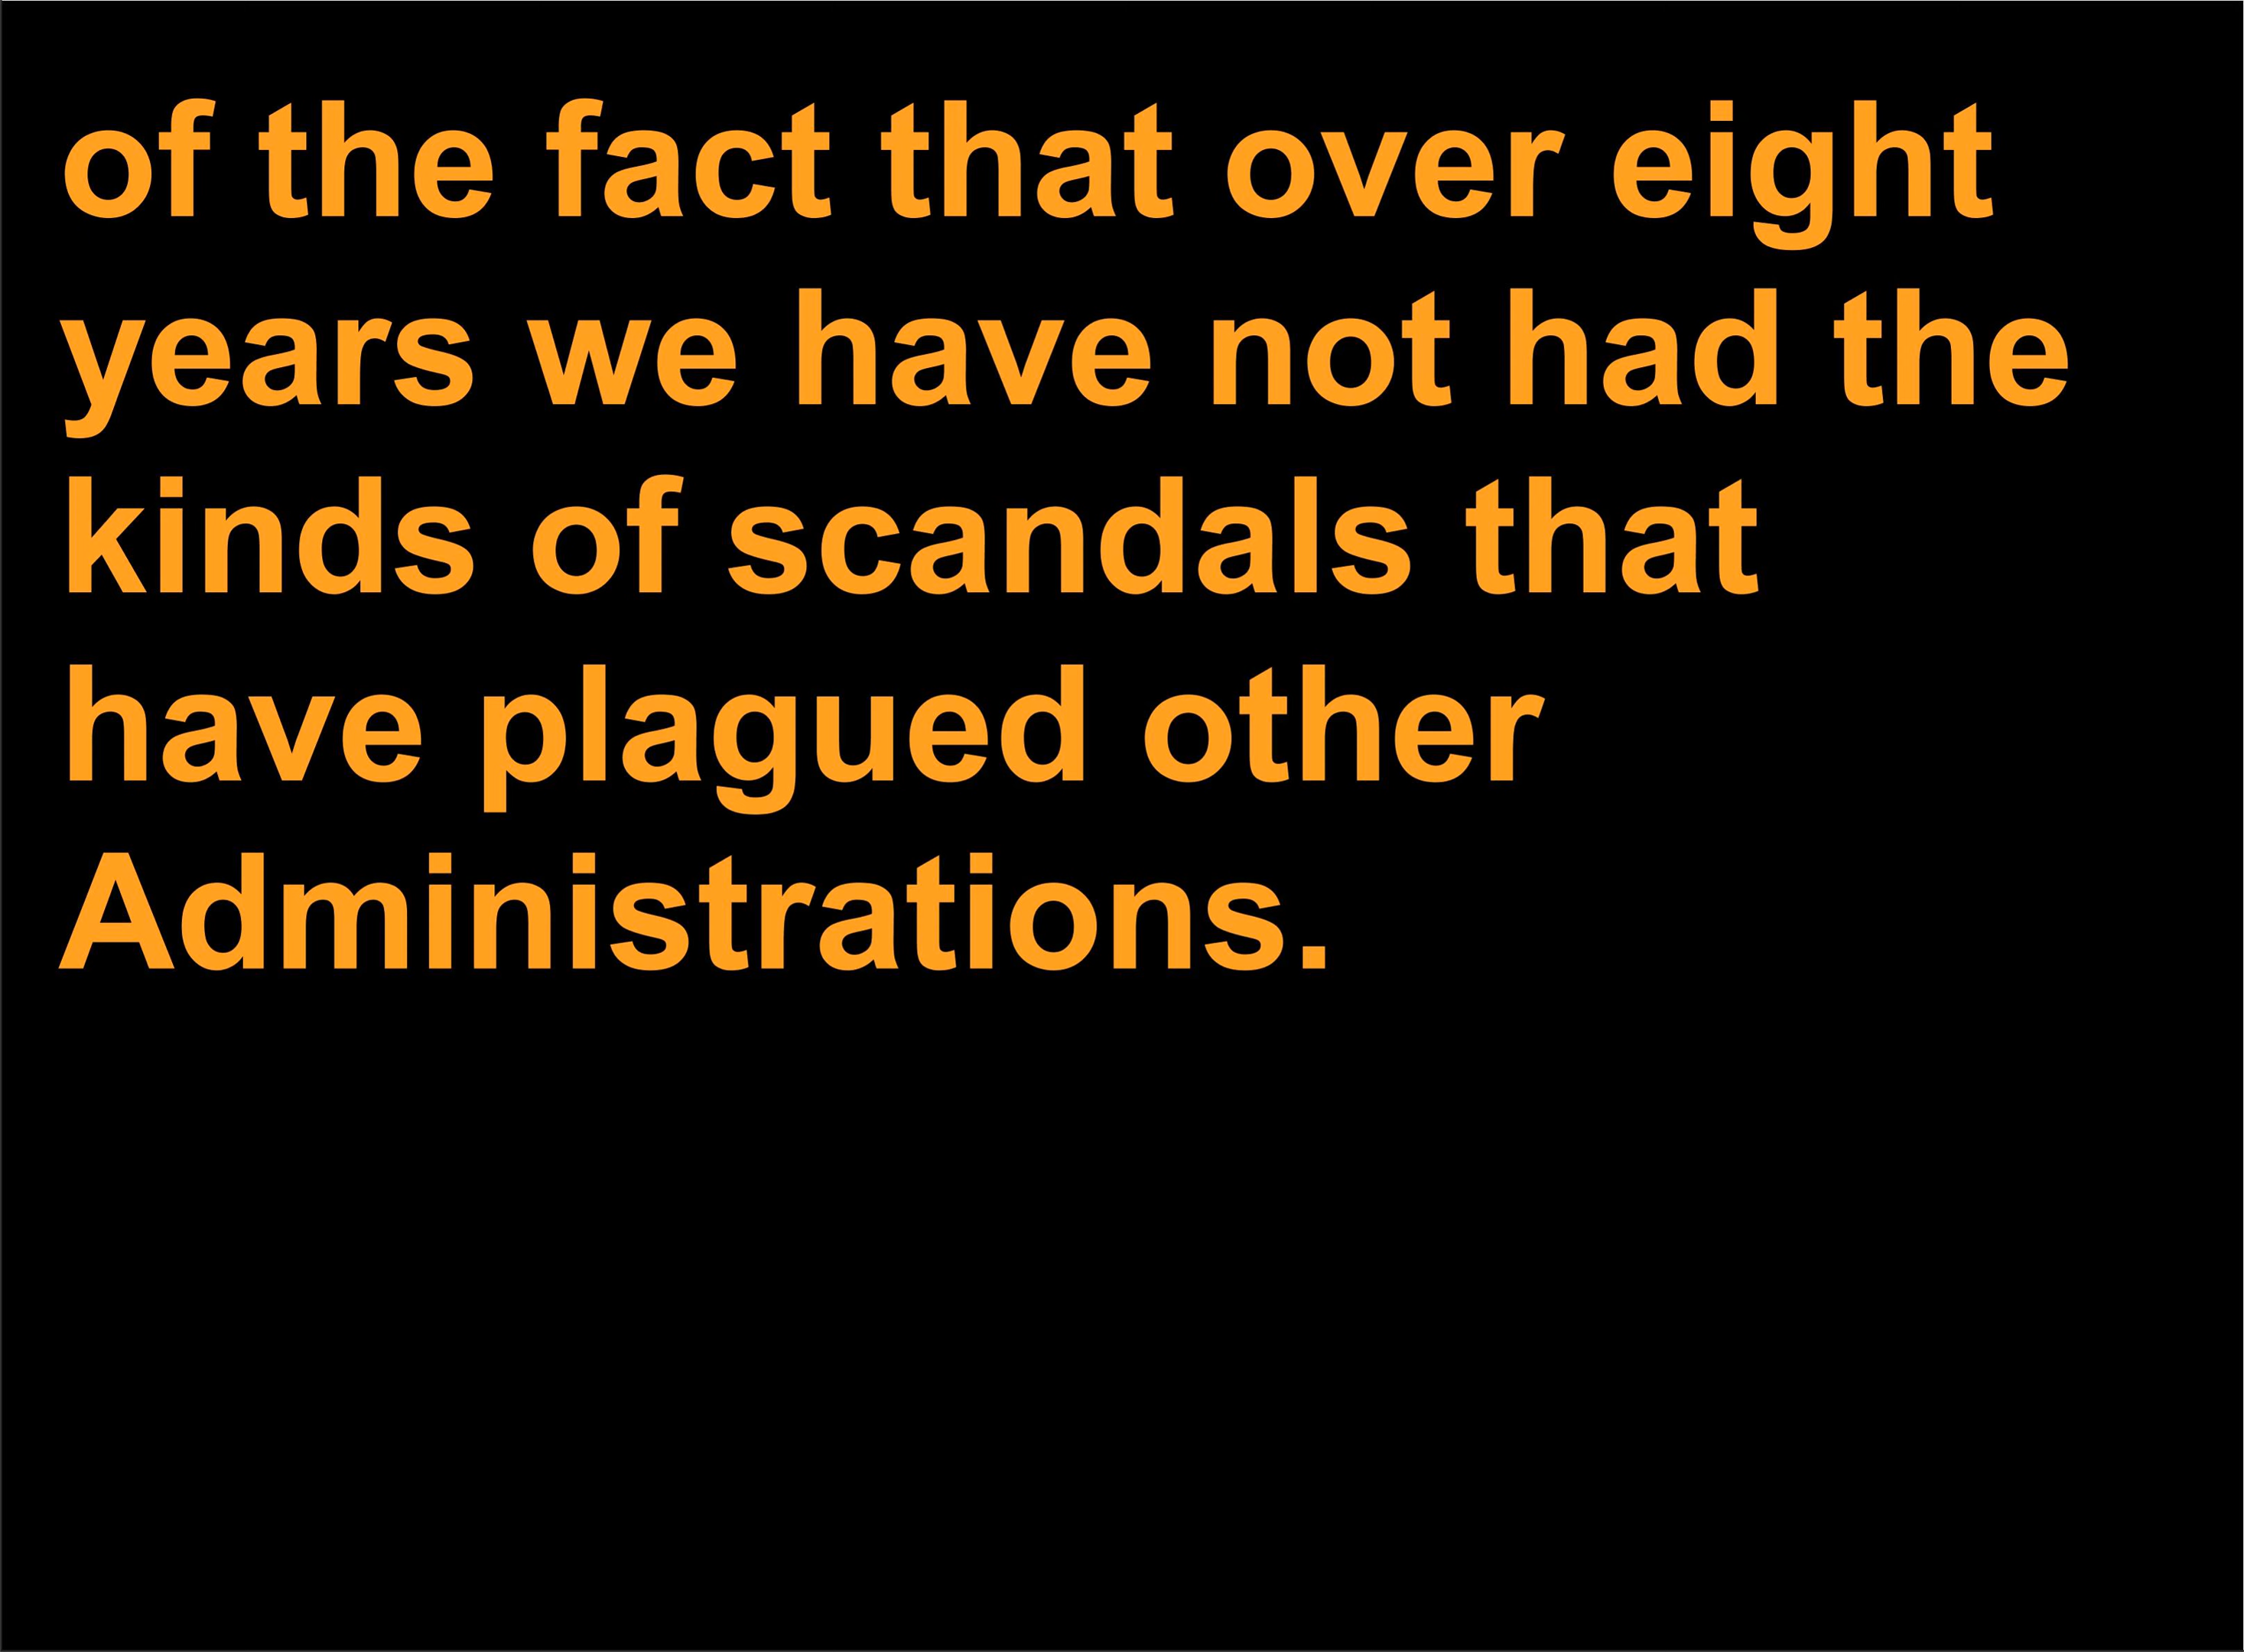 of the fact that over eight
years we have not had the
kinds of scandals that
have plagued other
Administrations.